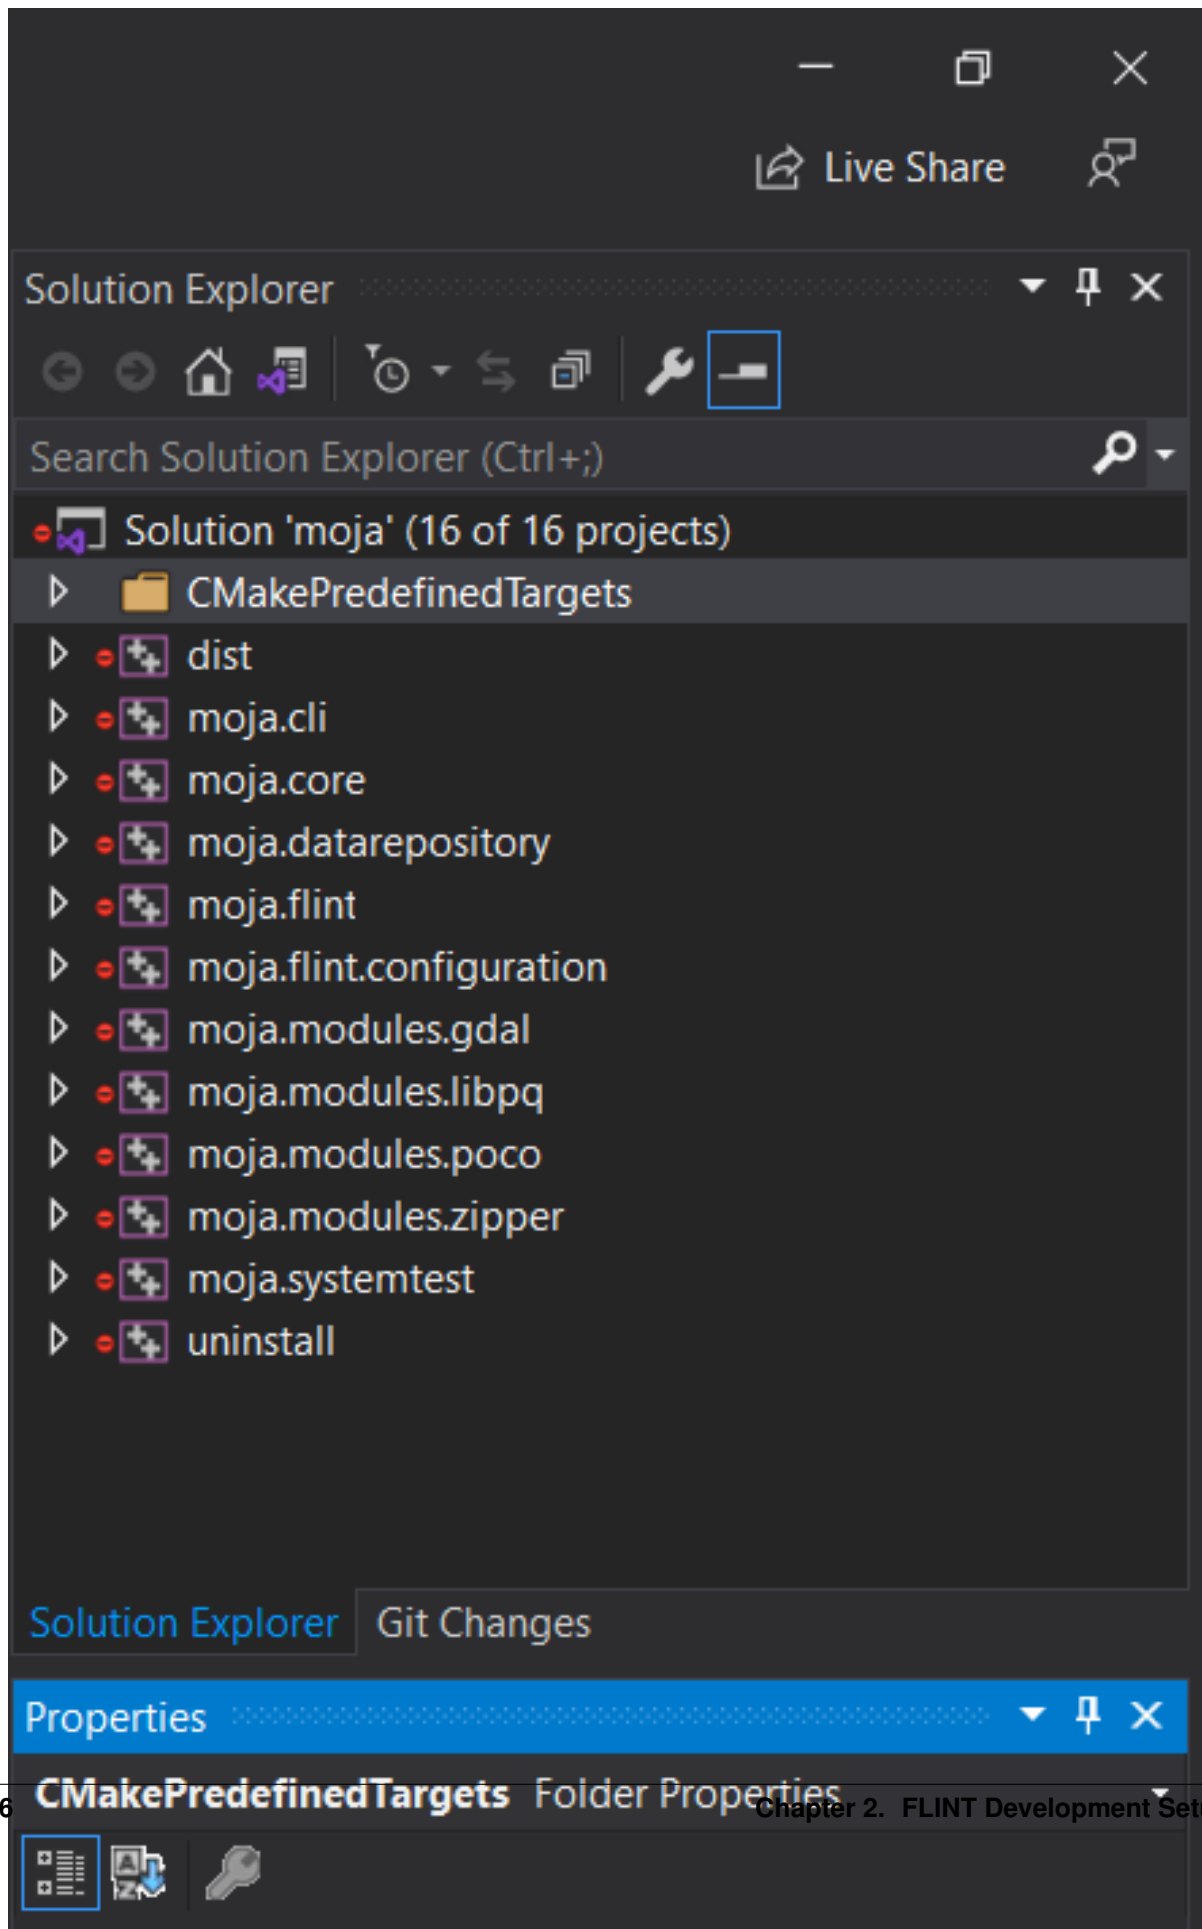 Live Share
Solution Explorer
Search Solution Explorer (Ctrl+;)
Solution 'moja' (16 of 16 projects)
CMakePredefinedTargets
dist
moja.cli
moja.core
moja.datarepository
moja.flint
moja.flint.configuration
moja.modules.gdal
moja.modules.libpq
moja.modules.poco
moja.modules.zipper
moja.systemtest
uninstall
Solution Explorer Git Changes
Properties
CMakePredefinedTargets Folder Properties
6 Chapter 2. FLINT Development Set